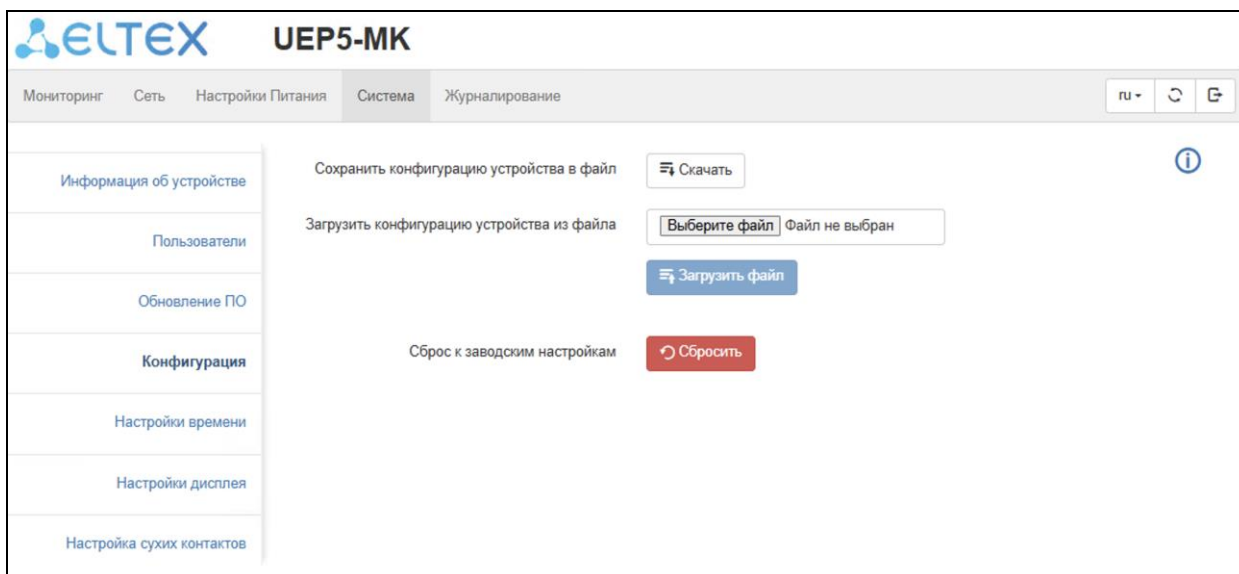 ELTEX UEP5-MK
Мониторинг Сеть Настройки Питания Система Журналирование ru
Информация об устройстве
Пользователи
Обновление ПО
Конфигурация
Настройки времени
Настройки дисплея
Настройка сухих контактов
Сохранить конфигурацию устройства в файл Скачать
Загрузить конфигурацию устройства из файла Выберите файл Файл не выбран
Загрузить файл
Сброс к заводским настройкам Сбросить